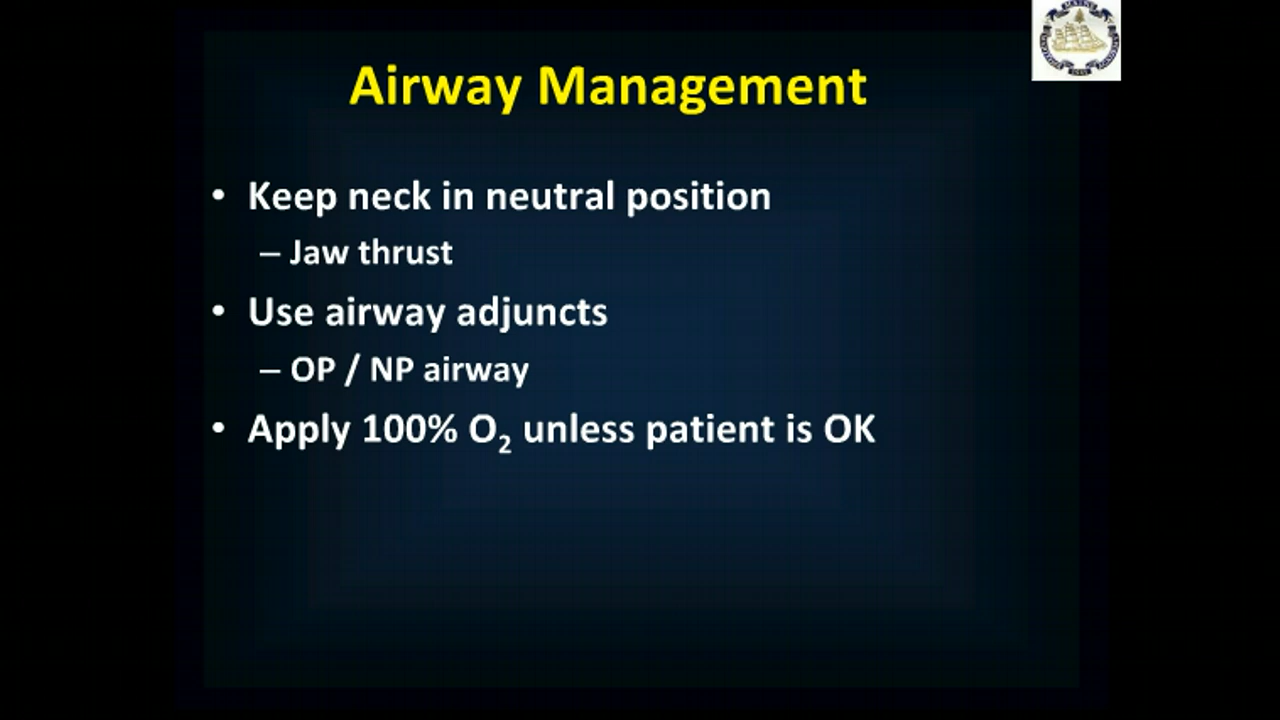 Airway Management
• Keep neck in neutral position
– Jaw thrust
• Use airway adjuncts
– OP / NP airway
• Apply 100% O₂ unless patient is OK